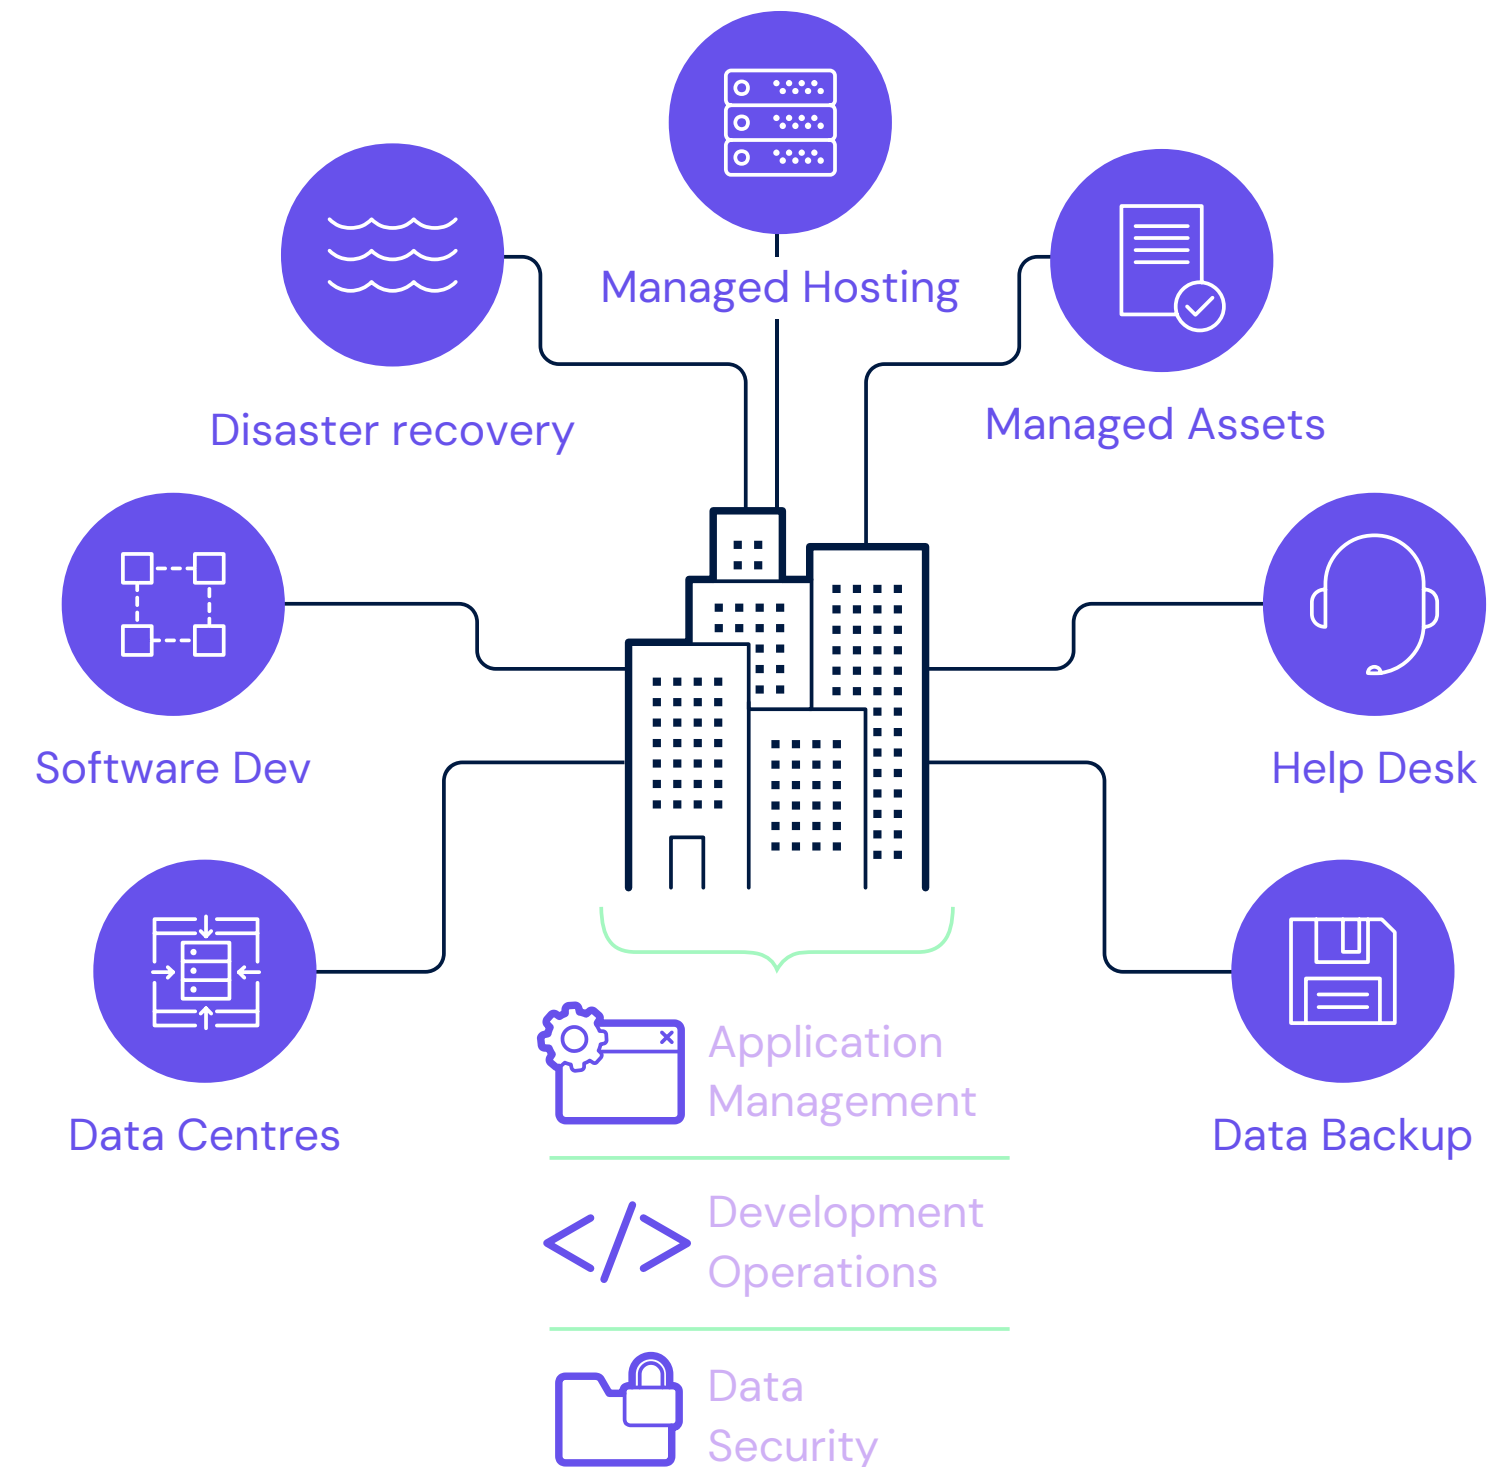 Managed Hosting
Disaster recovery
Managed Assets
Software Dev
Help Desk
Data Centres
Data Backup
Application
Management
Development
Operations
Data
Security